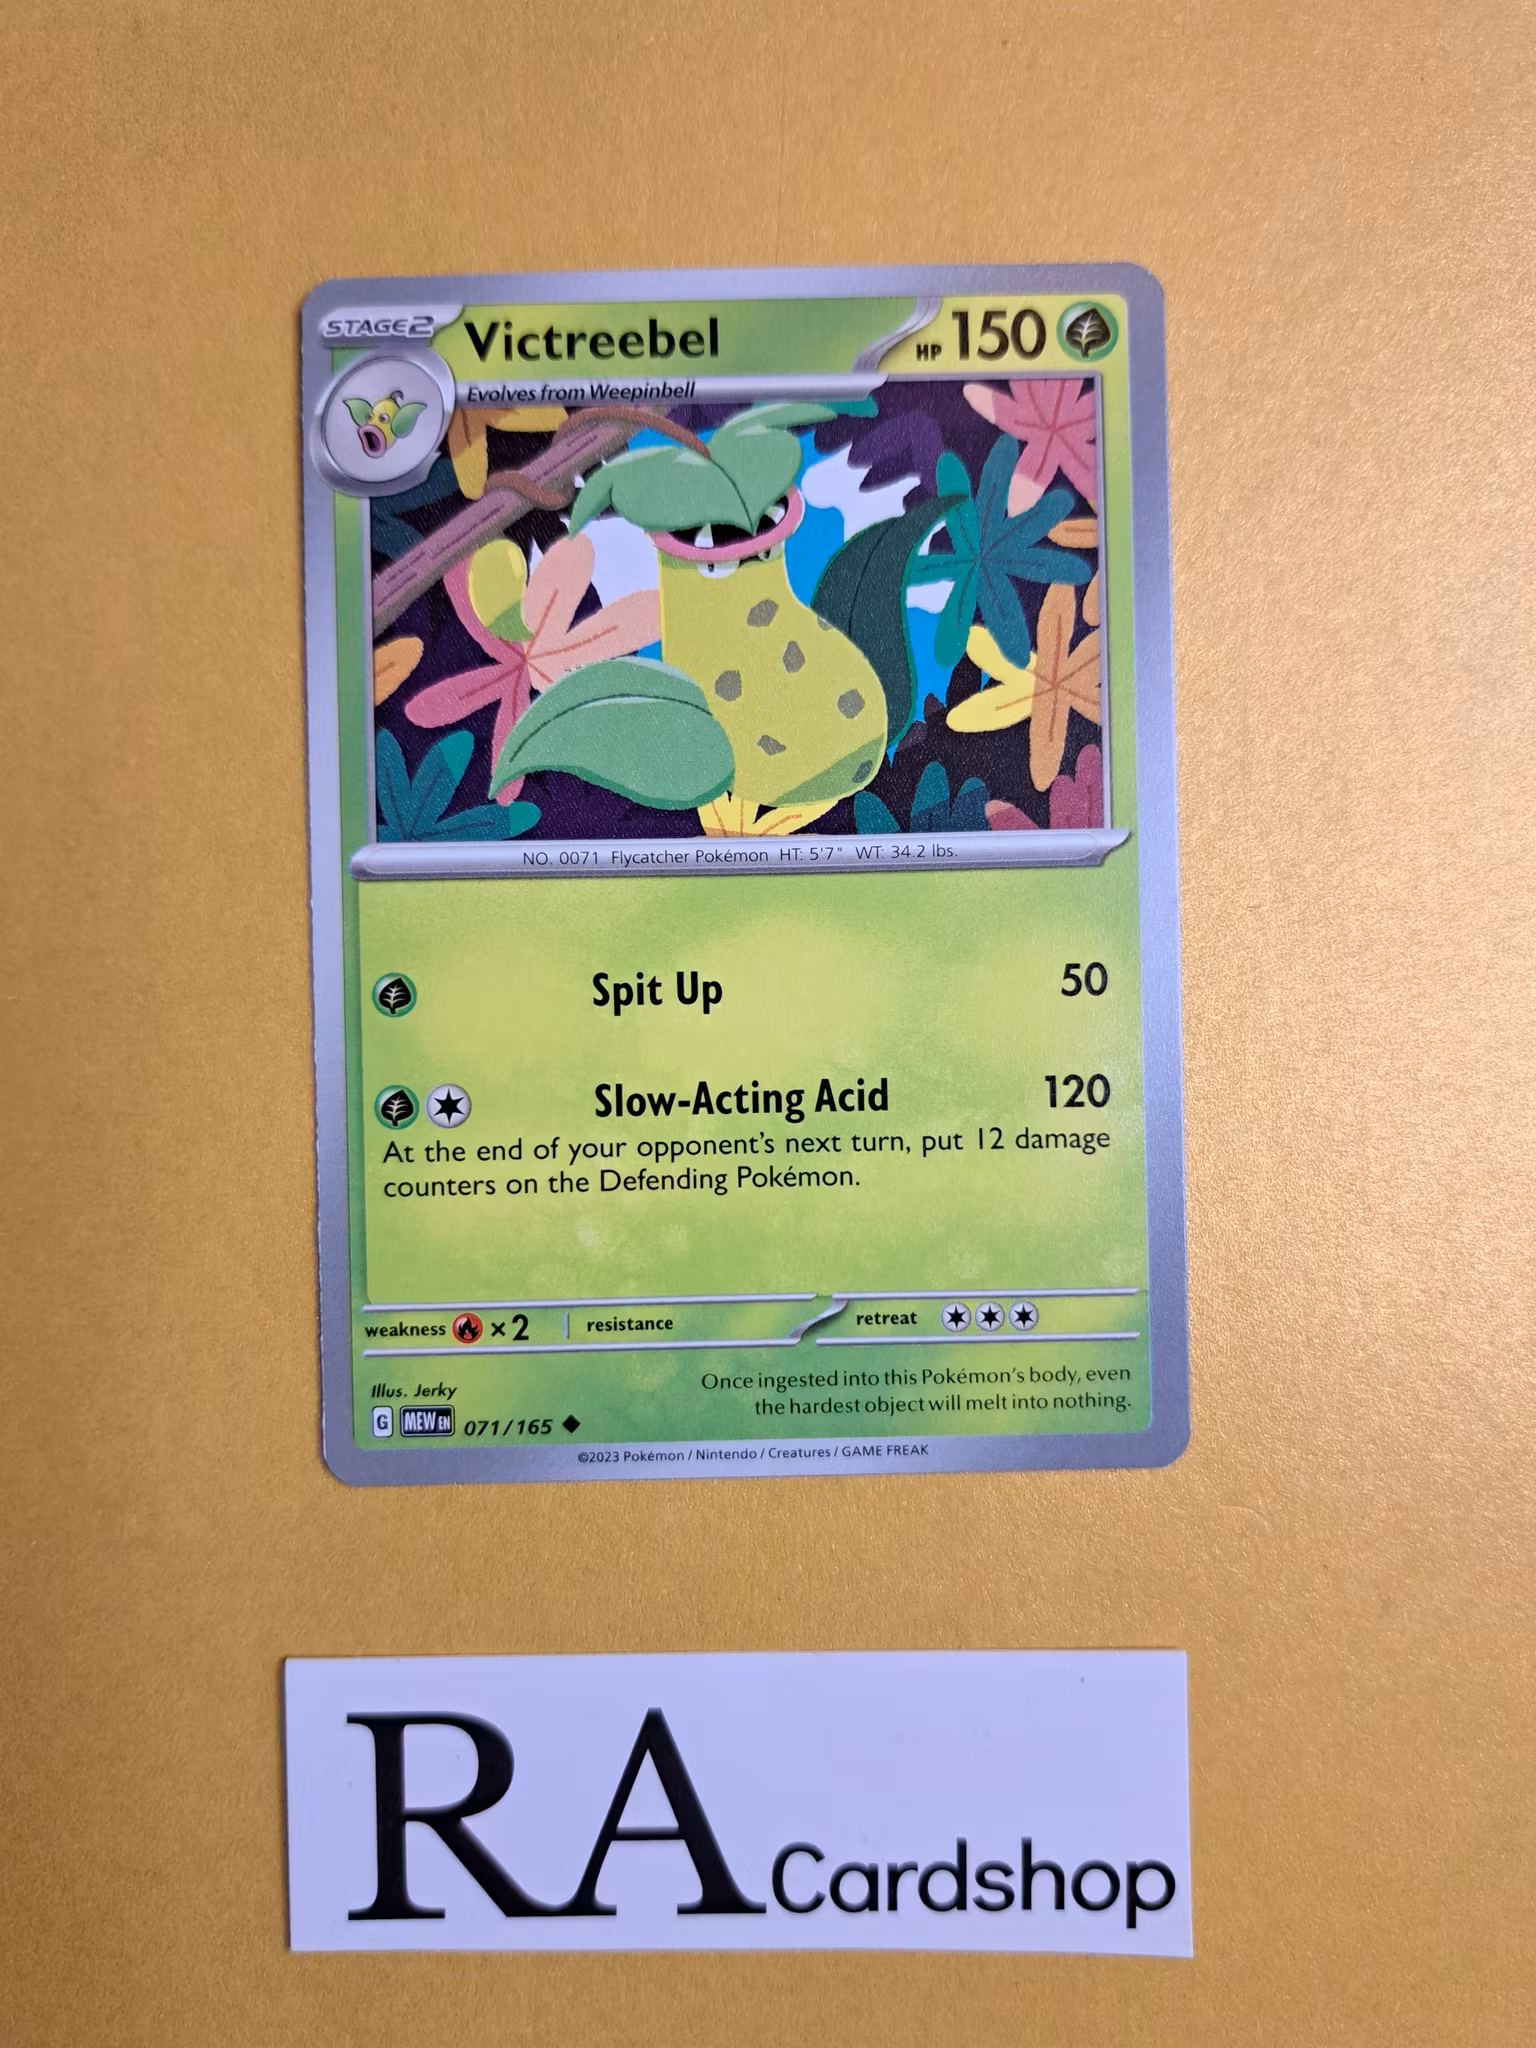 STAGE2
Victreebel
HP 150
Evolves from Weepinbell
NO. 0071 Flycatcher Pokémon HT: 5'7" WT: 34.2 lbs.
Spit Up 50
Slow-Acting Acid 120
At the end of your opponent's next turn, put 12 damage
counters on the Defending Pokémon.
weakness ×2 resistance retreat
Once ingested into this Pokémon's body, even
the hardest object will melt into nothing.
Illus. Jerky
G MEW EN 071/165
©2023 Pokémon / Nintendo / Creatures / GAME FREAK
RA Cardshop